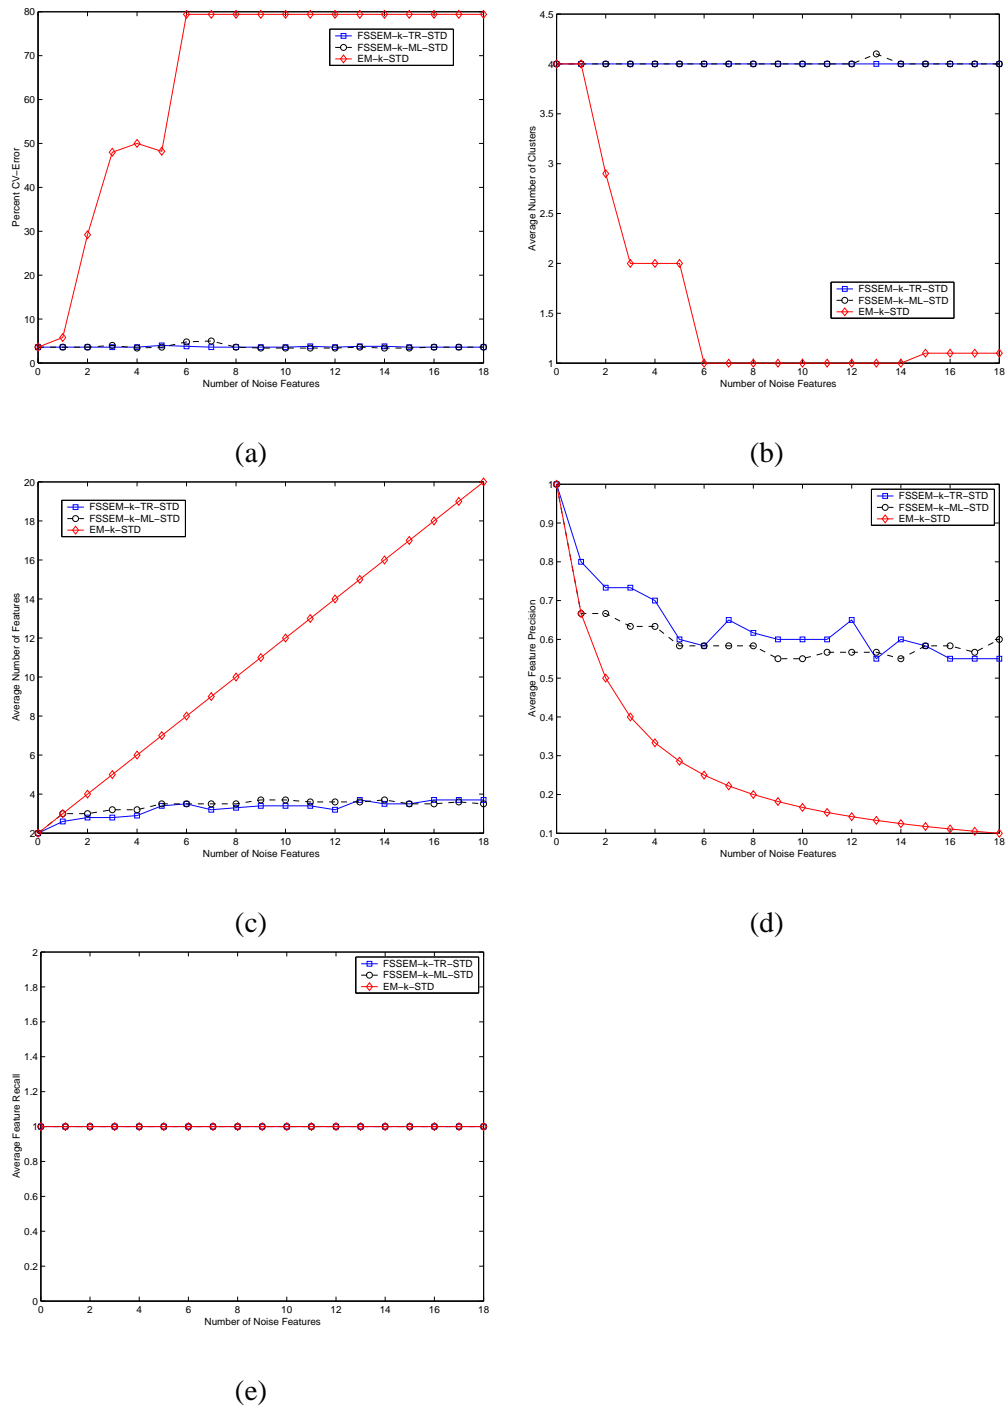 80
70
60
50
40
30
20
10
0
0 2 4 6 8 10 12 14 16 18
Percent CV-Error
Number of Noise Features
FSSEM-k-TR-STD
FSSEM-k-ML-STD
EM-k-STD
(a)
4.5
4
3.5
3
2.5
2
1.5
1
0 2 4 6 8 10 12 14 16 18
Average Number of Clusters
Number of Noise Features
FSSEM-k-TR-STD
FSSEM-k-ML-STD
EM-k-STD
(b)
20
18
16
14
12
10
8
6
4
2
0 2 4 6 8 10 12 14 16 18
Average Number of Features
Number of Noise Features
FSSEM-k-TR-STD
FSSEM-k-ML-STD
EM-k-STD
(c)
1
0.9
0.8
0.7
0.6
0.5
0.4
0.3
0.2
0.1
0 2 4 6 8 10 12 14 16 18
Average Feature Precision
Number of Noise Features
FSSEM-k-TR-STD
FSSEM-k-ML-STD
EM-k-STD
(d)
2
1.8
1.6
1.4
1.2
1
0.8
0.6
0.4
0.2
0
0 2 4 6 8 10 12 14 16 18
Average Feature Recall
Number of Noise Features
FSSEM-k-TR-STD
FSSEM-k-ML-STD
EM-k-STD
(e)